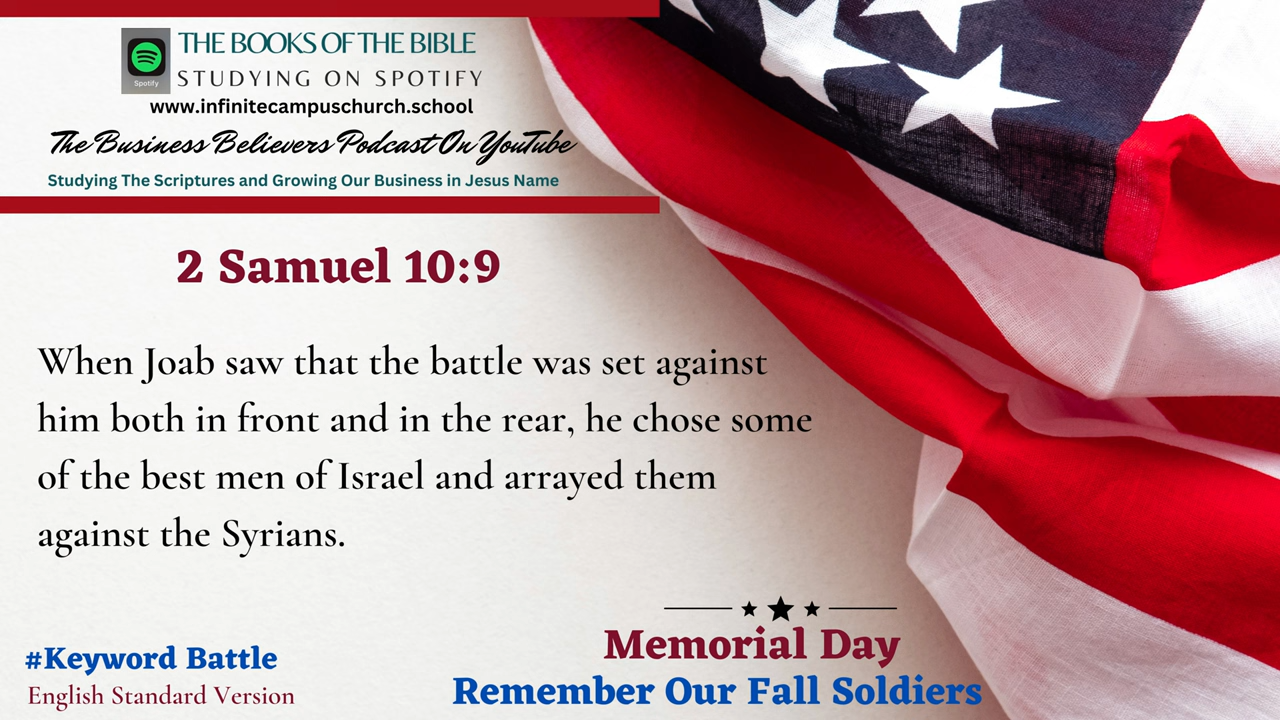 Spotify
THE BOOKS OF THE BIBLE
STUDYING ON SPOTIFY
www.infinitecampuschurch.school
The Business Believers Podcast On YouTube
Studying The Scriptures and Growing Our Business in Jesus Name
2 Samuel 10:9
When Joab saw that the battle was set against
him both in front and in the rear, he chose some
of the best men of Israel and arrayed them
against the Syrians.
#Keyword Battle
English Standard Version
Memorial Day
Remember Our Fall Soldiers